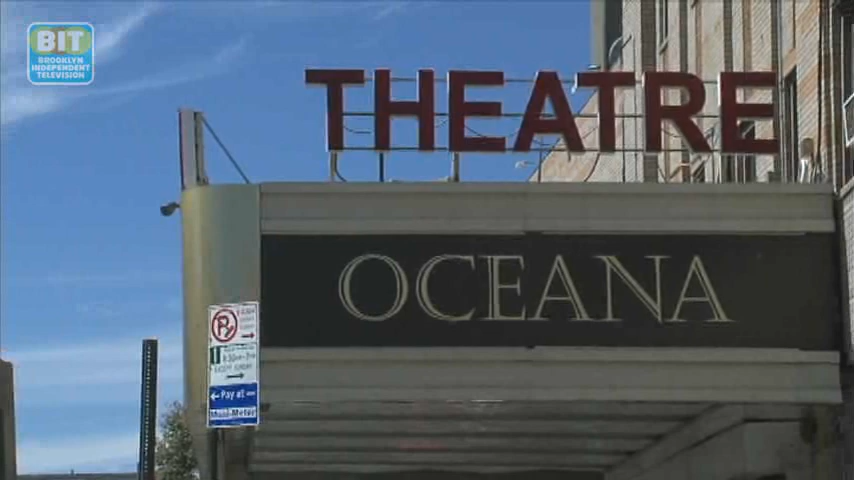 BIT
BROOKLYN
INDEPENDENT
TELEVISION
THEATRE
OCEANA
P
Pay at
Muni-Meter